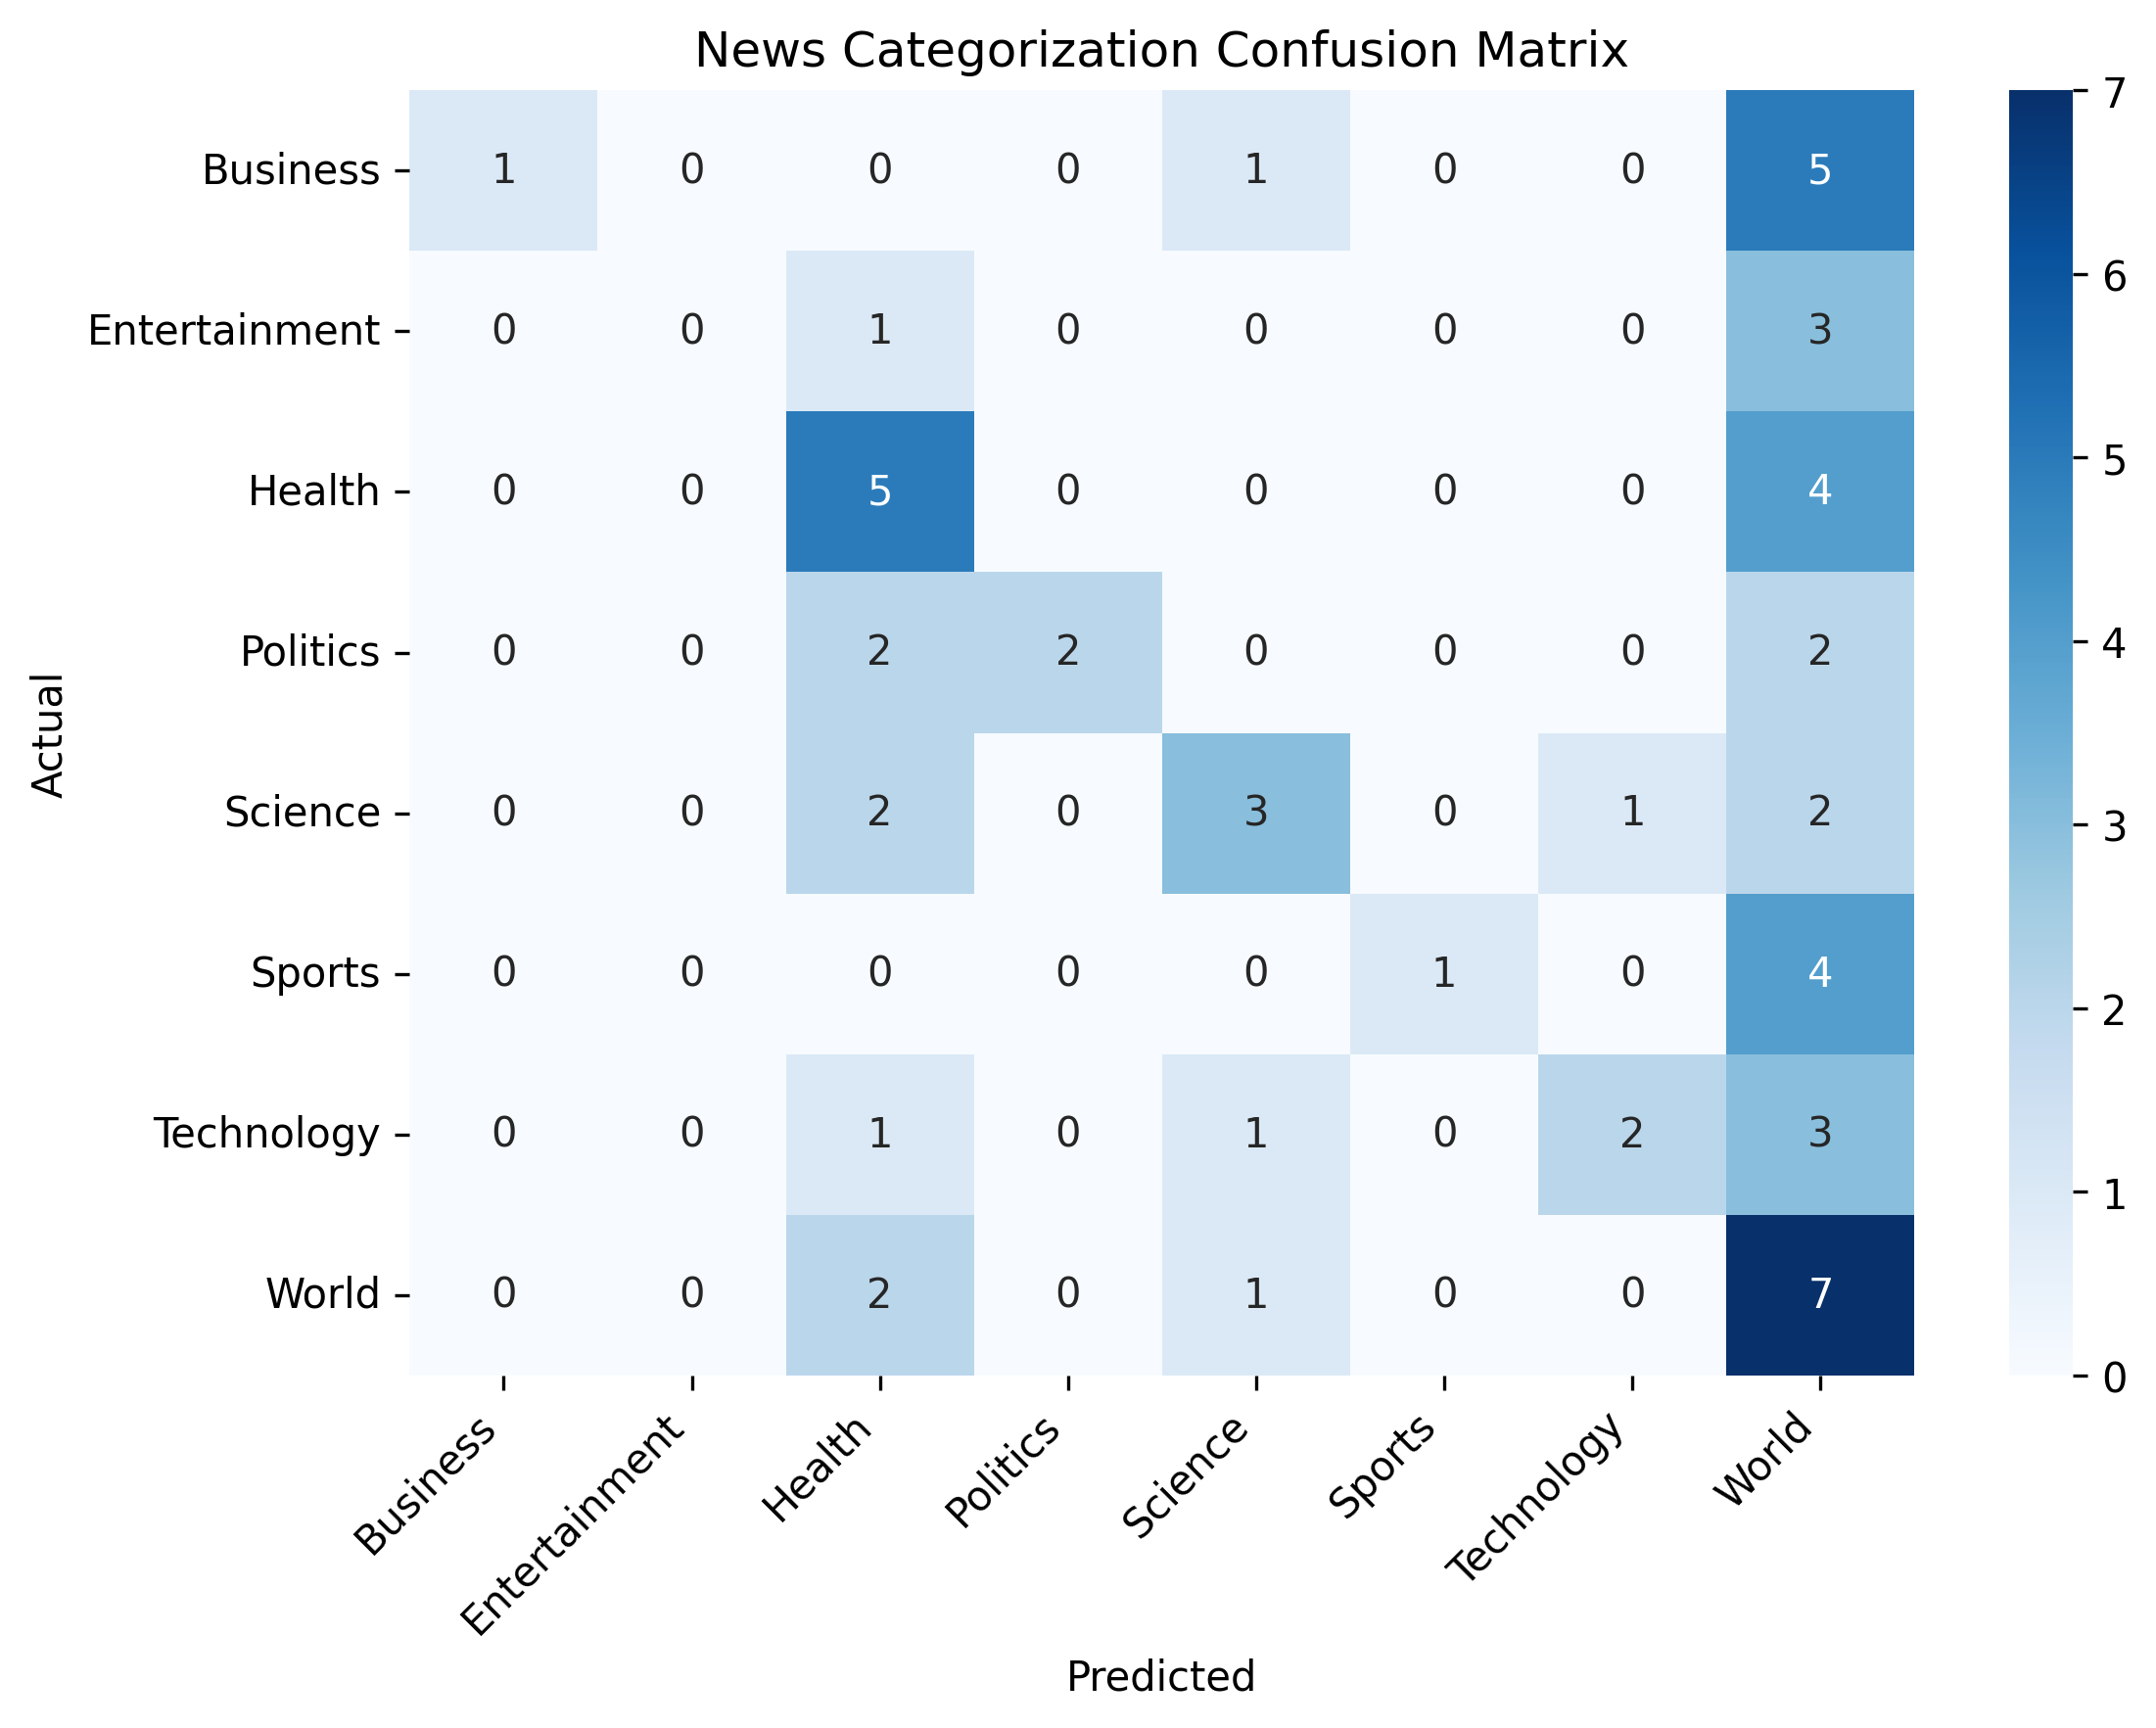 News Categorization Confusion Matrix
Actual
Business 1 0 0 0 1 0 0 5
Entertainment 0 0 1 0 0 0 0 3
Health 0 0 5 0 0 0 0 4
Politics 0 0 2 2 0 0 0 2
Science 0 0 2 0 3 0 1 2
Sports 0 0 0 0 0 1 0 4
Technology 0 0 1 0 1 0 2 3
World 0 0 2 0 1 0 0 7
Business Entertainment Health Politics Science Sports Technology World
Predicted
7
6
5
4
3
2
1
0